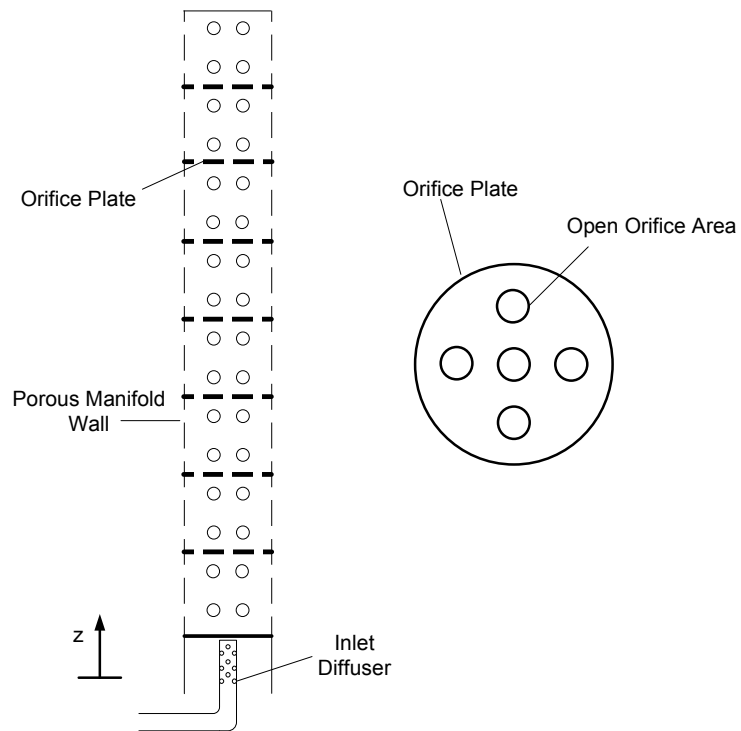 Orifice Plate
Orifice Plate
Open Orifice Area
Porous Manifold
Wall
z
Inlet
Diffuser